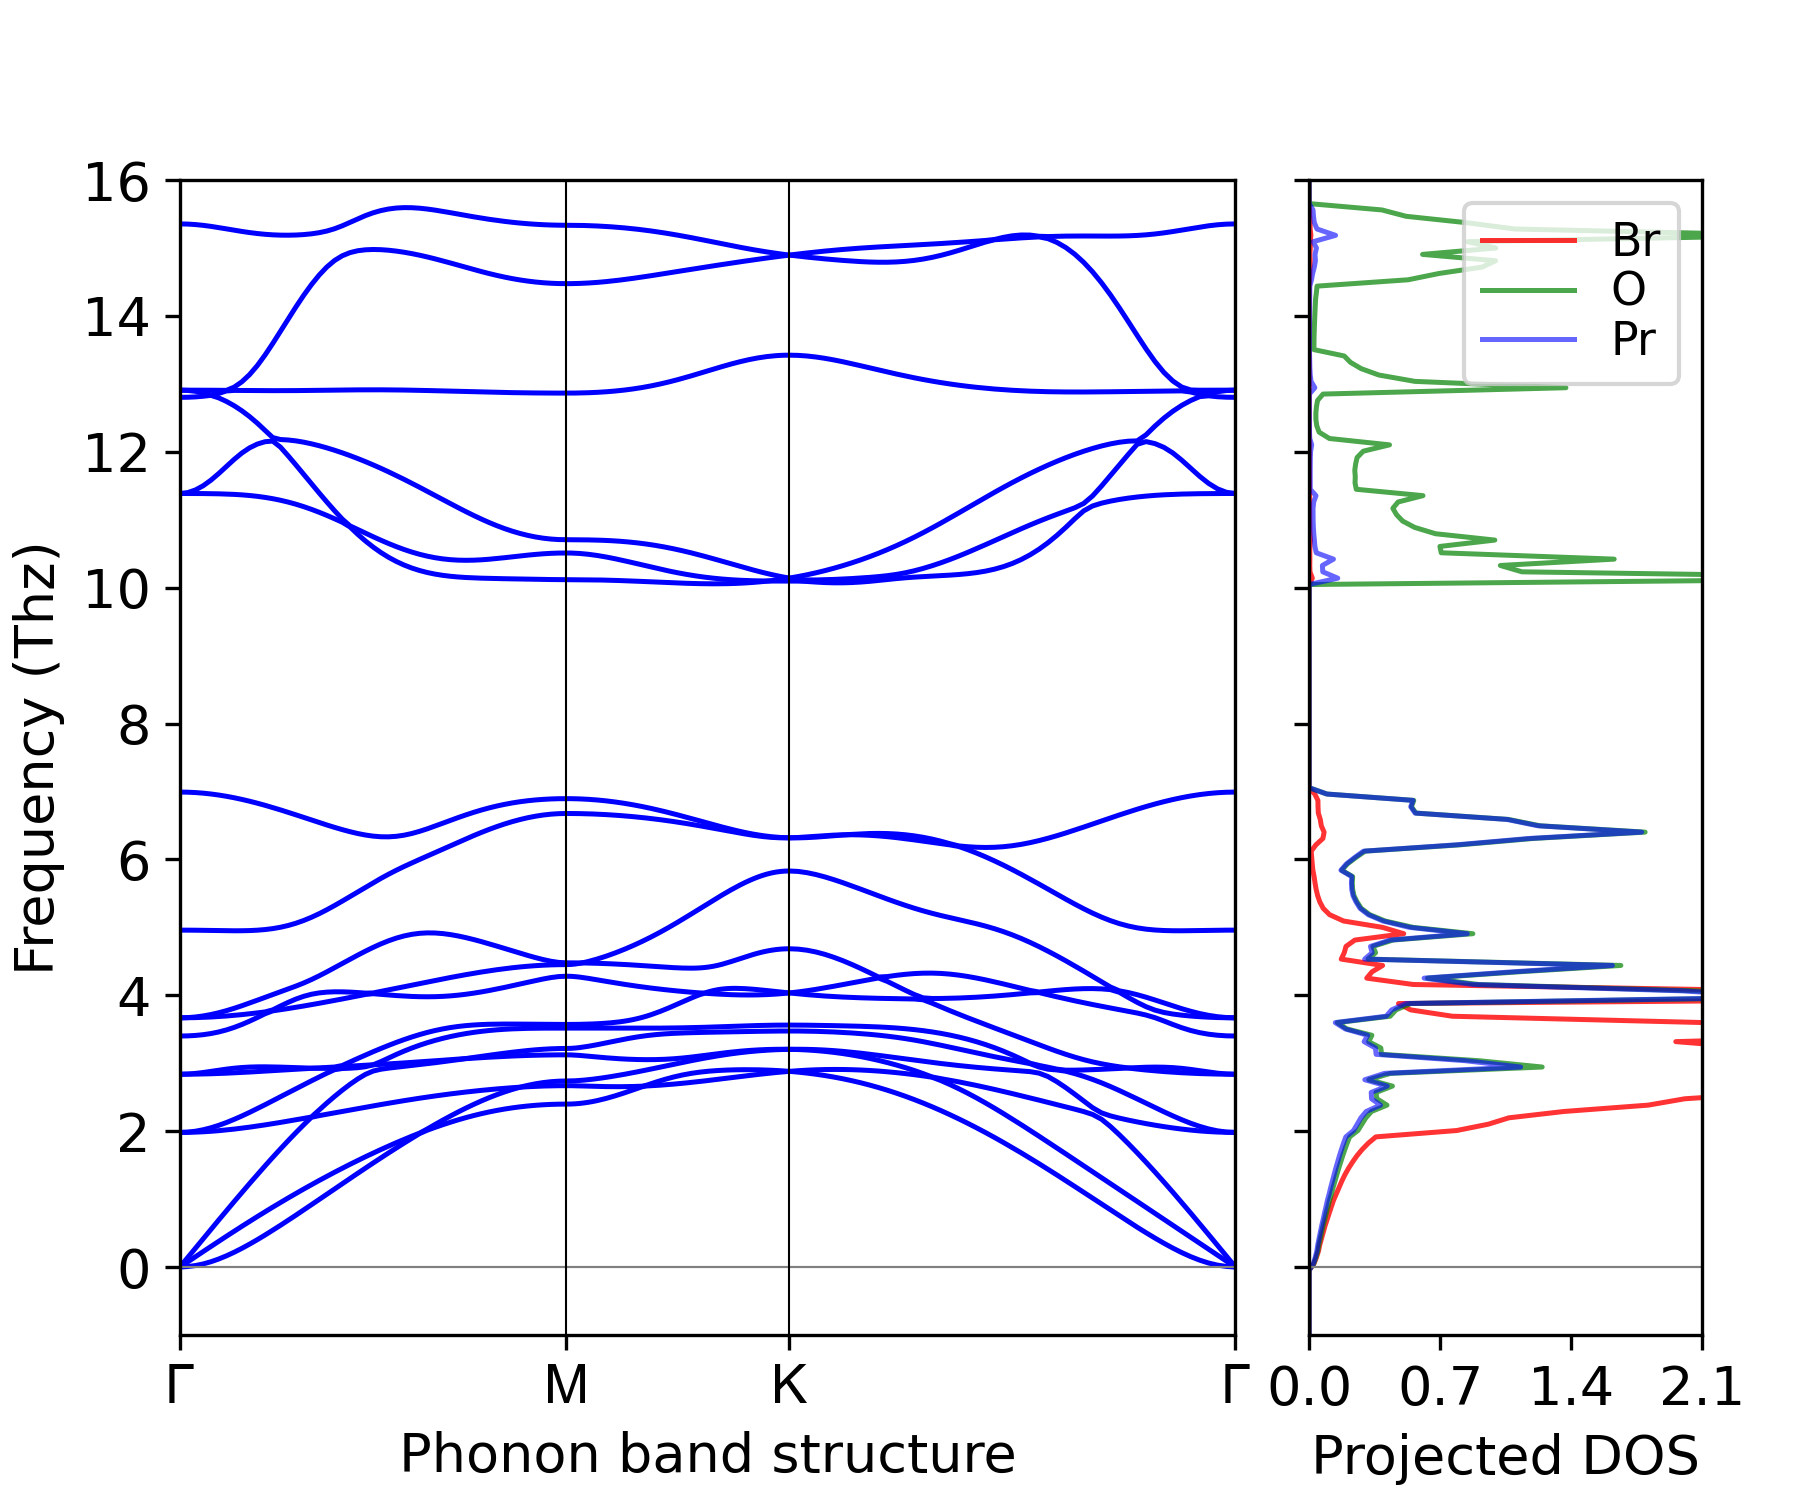 16
14
12
10
8
6
4
2
0
Frequency (Thz)
Γ M K Γ
Phonon band structure
Br
O
Pr
0.0 0.7 1.4 2.1
Projected DOS